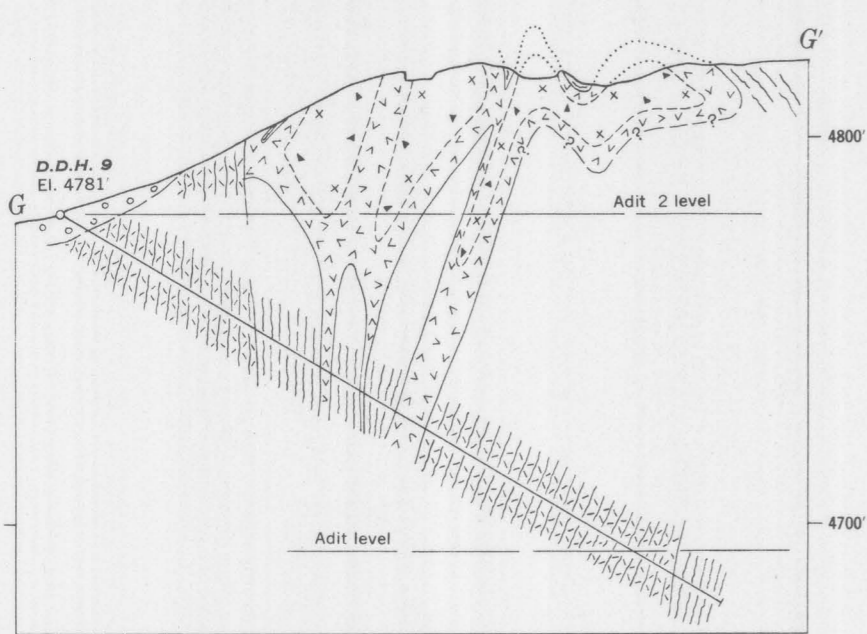 G'
4800'
D.D.H. 9
El. 4781'
G
Adit 2 level
?
?
?
?
?
4700'
Adit level